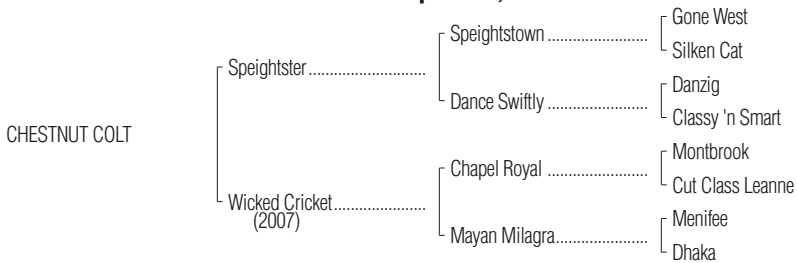 Gone West
Speightstown
Silken Cat
Speightster
Danzig
Dance Swiftly
Classy 'n Smart
CHESTNUT COLT
Montbrook
Chapel Royal
Cut Class Leanne
Wicked Cricket
(2007)
Menifee
Mayan Milagra
Dhaka